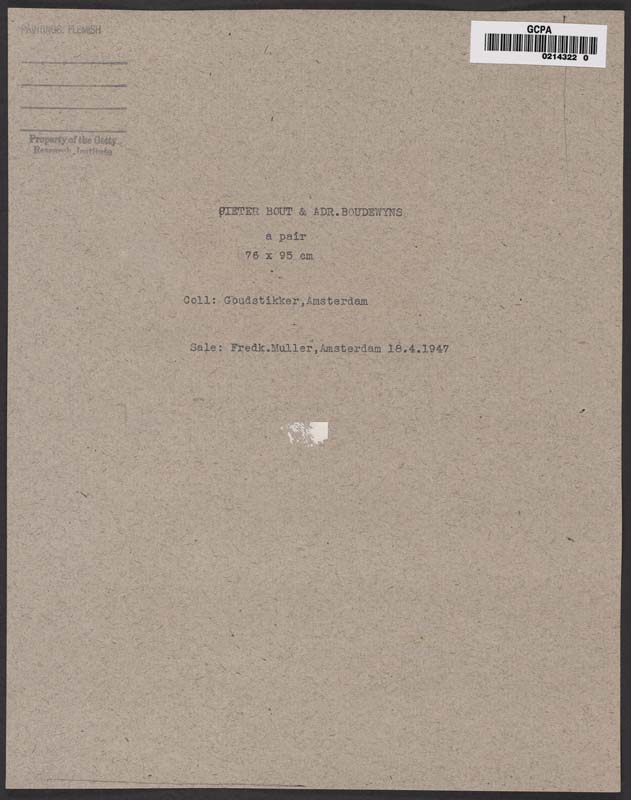 PAINTINGS: FLEMISH
GCPA
0214322 0
Property of the Getty
Research Institute
PIETER BOUT & ADR.BOUDEWYNS
a pair
76 x 95 cm
Coll: Goudstikker,Amsterdam
Sale: Fredk.Muller,Amsterdam 18.4.1947